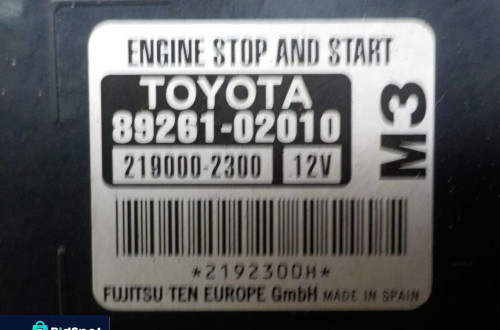 ENGINE STOP AND START
TOYOTA
89261-02010
219000-2300 12V
M3
*2192300H*
FUJITSU TEN EUROPE GmbH MADE IN SPAIN